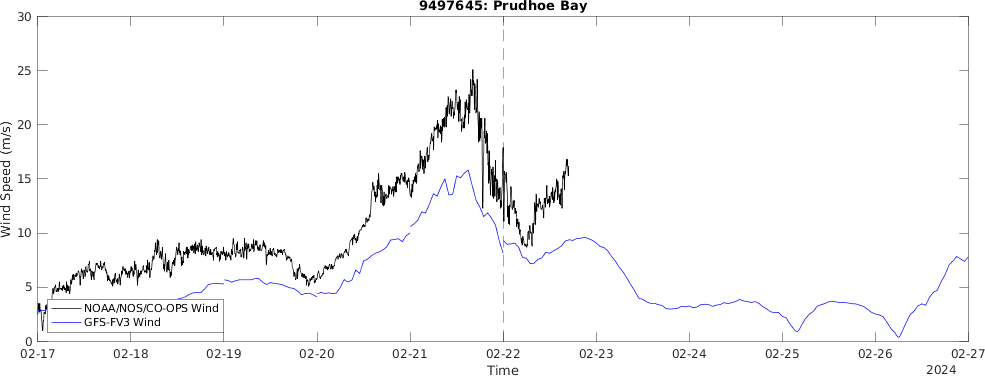 9497645: Prudhoe Bay
30
25
20
15
10
5
0
Wind Speed (m/s)
NOAA/NOS/CO-OPS Wind
GFS-FV3 Wind
02-17 02-18 02-19 02-20 02-21 02-22 02-23 02-24 02-25 02-26 02-27
Time
2024